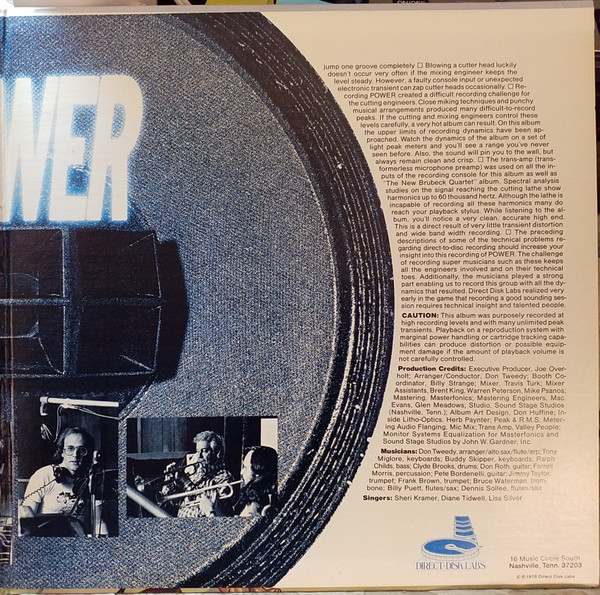 WER
jump one groove completely □ Blowing a cutter head luckily
doesn't occur very often if the mixing engineer keeps the
level steady. However, a faulty console input or unexpected
electronic transient can zap cutter heads occasionally. □ Re-
cording POWER created a difficult recording challenge for
the cutting engineers. Close miking techniques and punchy
musical arrangements produced many difficult-to-record
peaks. If the cutting and mixing engineers control these
levels carefully, a very hot album can result. On this album
the upper limits of recording dynamics have been ap-
proached. Watch the dynamics of the album on a set of
light peak meters and you'll see a range you've never
seen before. Also, the sound will pin you to the wall, but
always remain clean and crisp. □ The trans-amp (trans-
formerless microphone preamp) was used on all the in-
puts of the recording console for this album as well as
"The New Brubeck Quartet" album. Spectral analysis
studies on the signal reaching the cutting lathe show
harmonics up to 60 thousand hertz. Although the lathe is
incapable of recording all these harmonics many do
reach your playback stylus. While listening to the al-
bum, you'll notice a very clean, accurate high end.
This is a direct result of very little transient distortion
and wide band width recording. □ The preceding
descriptions of some of the technical problems re-
garding direct-to-disc recording should increase your
insight into this recording of POWER. The challenge
of recording super musicians such as these keeps
all the engineers involved and on their technical
toes. Additionally, the musicians played a strong
part enabling us to record this group with all the dy-
namics that resulted. Direct Disk Labs realized very
early in the game that recording a good sounding ses-
sion requires technical insight and talented people.
CAUTION: This album was purposely recorded at
high recording levels and with many unlimited peak
transients. Playback on a reproduction system with
marginal power handling or cartridge tracking capa-
bilities can produce distortion or possible equip-
ment damage if the amount of playback volume is
not carefully controlled.
Production Credits: Executive Producer, Joe Over-
holt; Arranger/Conductor, Don Tweedy; Booth Co-
ordinator, Billy Strange; Mixer, Travis Turk; Mixer
Assistants, Brent King, Warren Peterson, Mike Psanos;
Mastering, Masterfonics; Mastering Engineers, Mac
Evans, Glen Meadows; Studio, Sound Stage Studios
(Nashville, Tenn.); Album Art Design, Don Huffine; In-
side Litho-Optics, Herb Paynter; Peak & R.M.S. Meter-
ing Audio Flanging, Mic Mix; Trans Amp, Valley People;
Monitor Systems Equalization for Masterfonics and
Sound Stage Studios by John W. Gardner, Inc.
Musicians: Don Tweedy, arranger/alto sax/flute/arp; Tony
Migliore, keyboards; Buddy Skipper, keyboards; Ralph
Childs, bass; Clyde Brooks, drums; Don Roth, guitar; Farrell
Morris, percussion; Pete Bordonelli, guitar; Jimmy Taylor,
trumpet; Frank Brown, trumpet; Bruce Waterman, trom-
bone; Billy Puett, flutes/sax; Dennis Sollee, flutes/sax
Singers: Sheri Kramer, Diane Tidwell, Lisa Silver
DIRECT-DISK LABS
16 Music Circle South
Nashville, Tenn. 37203
© ℗ 1978 Direct Disk Labs